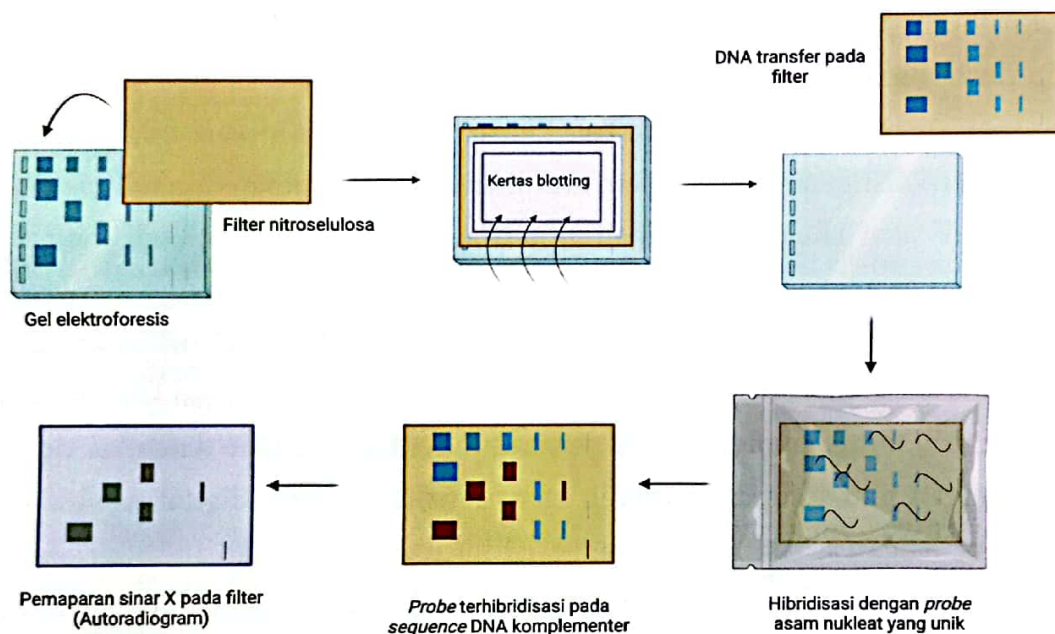 Gel elektroforesis
Filter nitroselulosa
Kertas blotting
DNA transfer pada
filter
Hibridisasi dengan probe
asam nukleat yang unik
Probe terhibridisasi pada
sequence DNA komplementer
Pemaparan sinar X pada filter
(Autoradiogram)